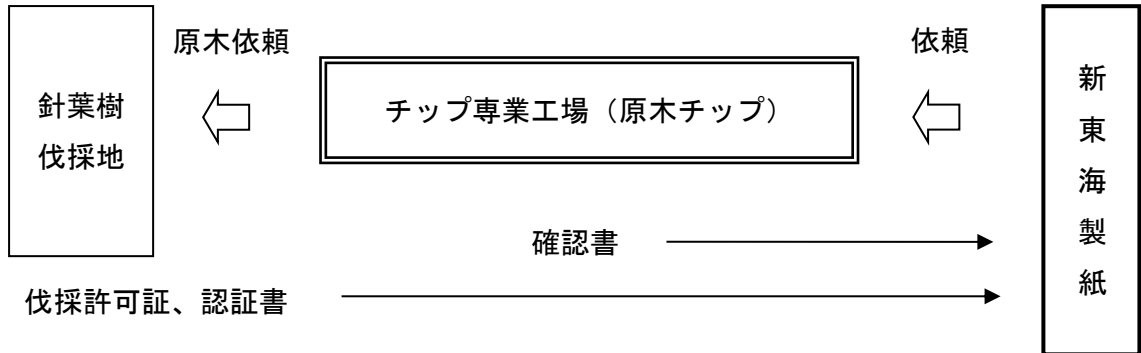 針葉樹
伐採地
原木依頼
チップ専業工場（原木チップ）
依頼
新東海製紙
確認書
伐採許可証、認証書